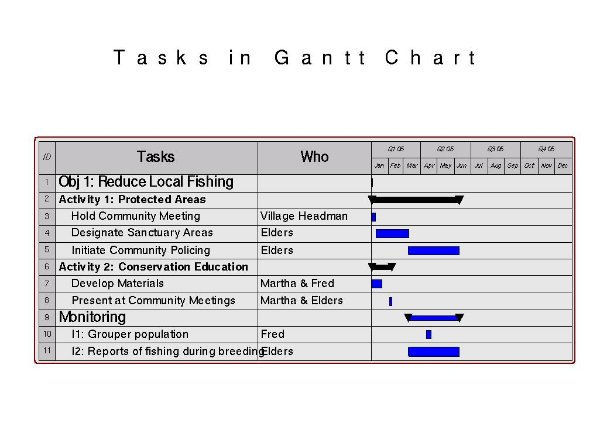 Tasks in Gantt Chart
ID Tasks Who Q1 05 Q2 05 Q3 05 Q4 05
Jan Feb Mar Apr May Jun Jul Aug Sep Oct Nov Dec
1 Obj 1: Reduce Local Fishing
2 Activity 1: Protected Areas
3 Hold Community Meeting Village Headman
4 Designate Sanctuary Areas Elders
5 Initiate Community Policing Elders
6 Activity 2: Conservation Education
7 Develop Materials Martha & Fred
8 Present at Community Meetings Martha & Elders
9 Monitoring
10 I1: Grouper population Fred
11 I2: Reports of fishing during breeding Elders